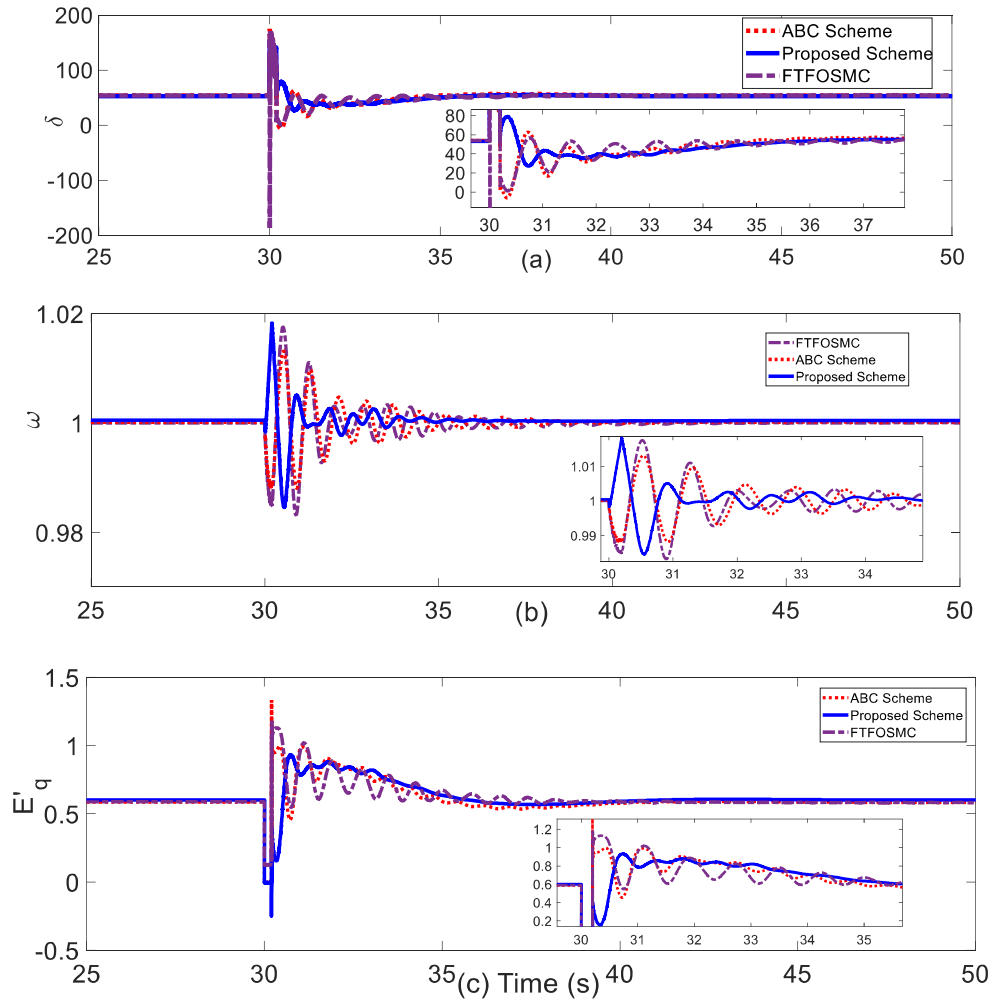 200
100
0
-100
-200
δ
ABC Scheme
Proposed Scheme
FTFOSMC
80
60
40
20
0
30 31 32 33 34 35 36 37
25 30 35 40 45 50
(a)
1.02
1
0.98
ω
FTFOSMC
ABC Scheme
Proposed Scheme
1.01
1
0.99
30 31 32 33 34
25 30 35 40 45 50
(b)
1.5
1
0.5
0
-0.5
E'q
ABC Scheme
Proposed Scheme
FTFOSMC
1.2
1
0.8
0.6
0.4
0.2
30 31 32 33 34 35
25 30 35 40 45 50
(c) Time (s)